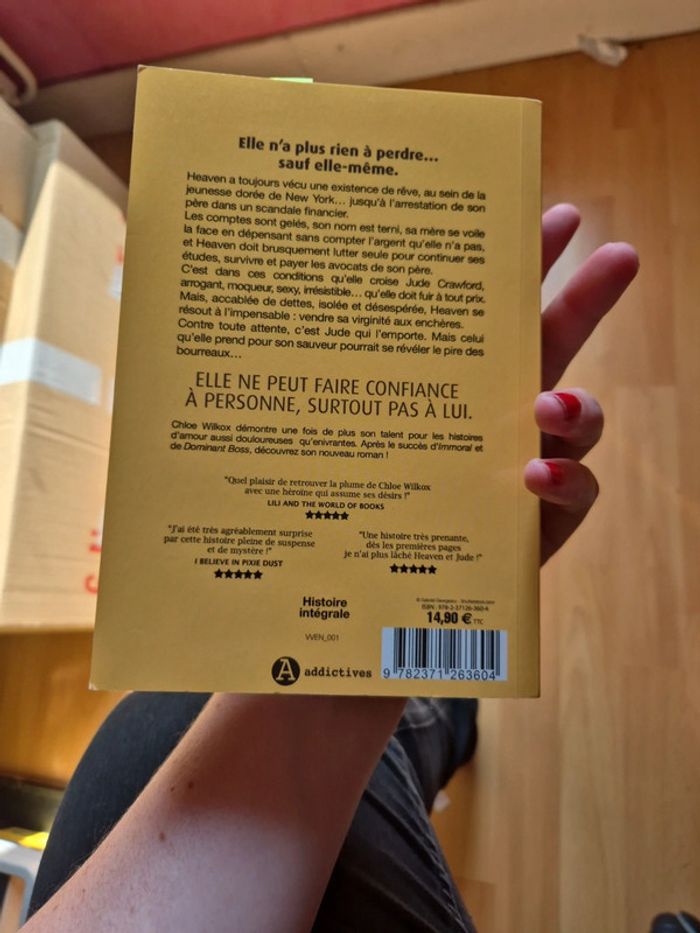 Elle n'a plus rien à perdre...
sauf elle-même.
Heaven a toujours vécu une existence de rêve, au sein de la
jeunesse dorée de New York... jusqu'à l'arrestation de son
père dans un scandale financier.
Les comptes sont gelés, son nom est terni, sa mère se voile
la face en dépensant sans compter l'argent qu'elle n'a pas,
et Heaven doit brusquement lutter seule pour continuer ses
études, survivre et payer les avocats de son père.
C'est dans ces conditions qu'elle croise Jude Crawford,
arrogant, moqueur, sexy, irrésistible... qu'elle doit fuir à tout prix.
Mais, accablée de dettes, isolée et désespérée, Heaven se
résout à l'impensable : vendre sa virginité aux enchères.
Contre toute attente, c'est Jude qui l'emporte. Mais celui
qu'elle prend pour son sauveur pourrait se révéler le pire des
bourreaux...
ELLE NE PEUT FAIRE CONFIANCE
À PERSONNE, SURTOUT PAS À LUI.
Chloe Wilkox démontre une fois de plus son talent pour les histoires
d'amour aussi douloureuses qu'enivrantes. Après le succès d'Immoral et
de Dominant Boss, découvrez son nouveau roman !
"Quel plaisir de retrouver la plume de Chloe Wilkox
avec une héroïne qui assume ses désirs !"
LILI AND THE WORLD OF BOOKS
"J'ai été très agréablement surprise
par cette histoire pleine de suspense
et de mystère !"
I BELIEVE IN PIXIE DUST
"Une histoire très prenante,
dès les premières pages
je n'ai plus lâché Heaven et Jude !"
Histoire
intégrale
VVEN_001
ISBN : 978-2-37126-360-4
14,90 € TTC
A addictives
9 782371 263604